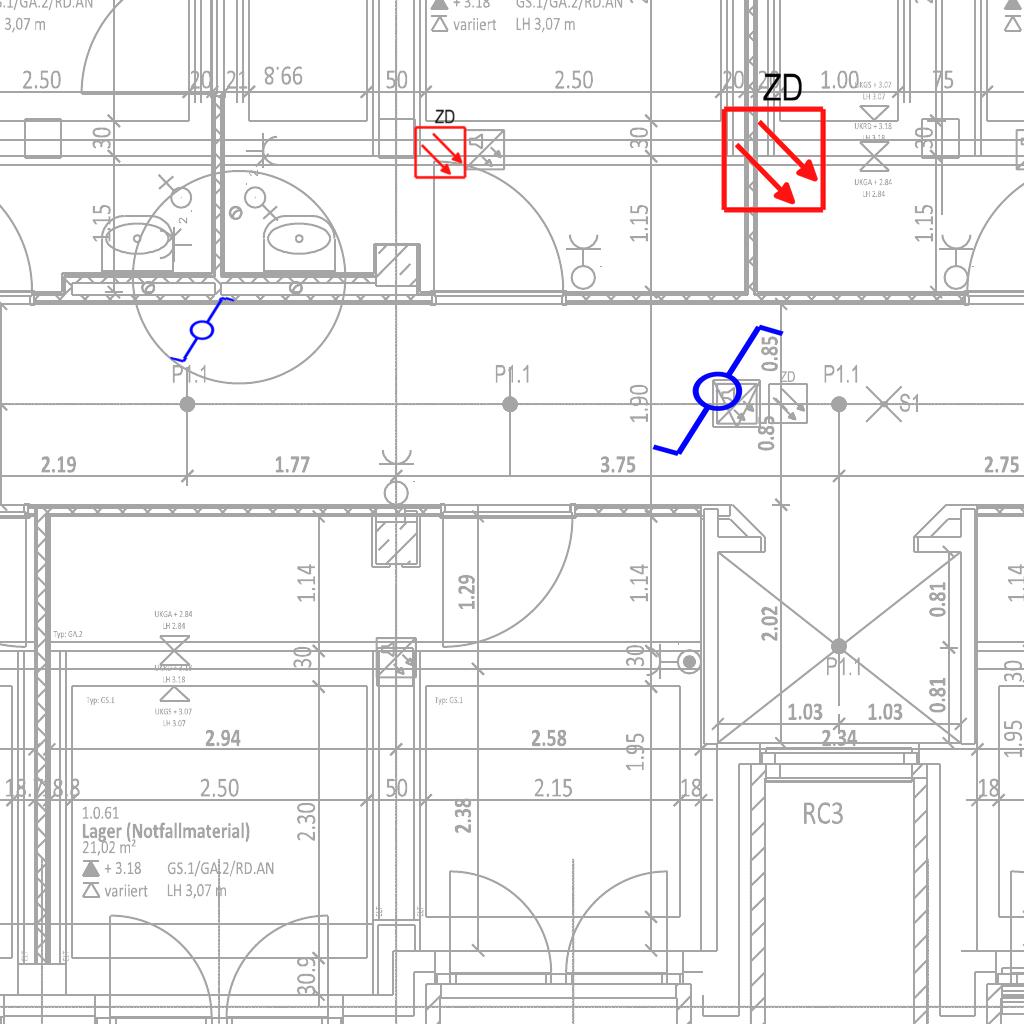 + 3.18 GS.1/GA.2/RD.AN
3,07 m
variiert LH 3,07 m
2.50
20
21
99.8
50
2.50
20
1.00
75
ZD
ZD
UKGS + 3.07
LH 3.07
UKRD + 3.18
LH 3.18
UKGA + 2.84
LH 2.84
30
30
30
1.15
1.15
1.15
P1.1
P1.1
P1.1
ZD
S1
0.85
0.85
1.90
2.19
1.77
3.75
2.75
1.14
1.29
1.14
1.14
2.02
0.81
0.81
UKGA + 2.84
LH 2.84
Typ: GA.2
LH 3.18
UKGS + 3.07
LH 3.07
Typ: GS.1
Typ: GS.1
30
30
30
P1.1
1.03
1.03
2.34
2.94
2.58
1.95
1.95
18.8
2.50
50
2.15
18
18
2.30
2.38
RC3
1.0.61
Lager (Notfallmaterial)
21,02 m²
+ 3.18 GS.1/GA.2/RD.AN
variiert LH 3,07 m
30.9